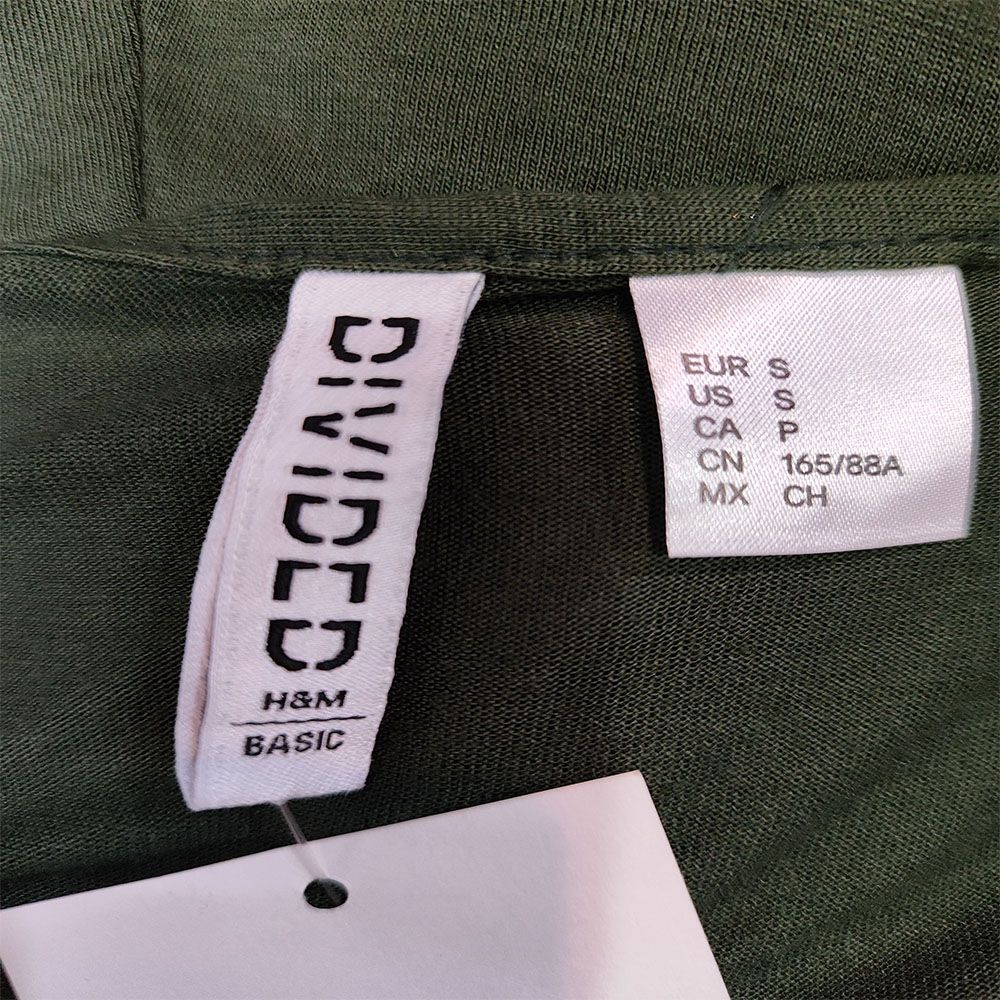 DIVIDED
H&M
BASIC
EUR S
US S
CA P
CN 165/88A
MX CH